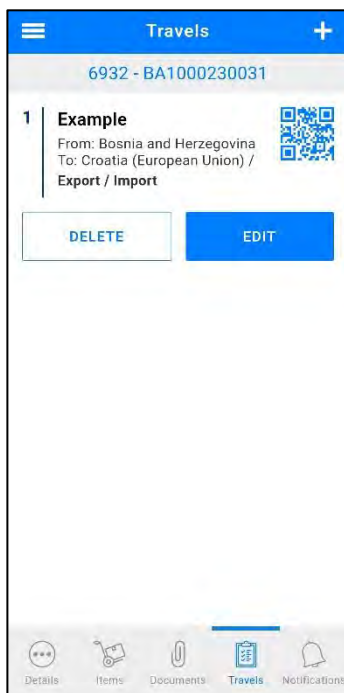 Travels
6932 - BA1000230031
1
Example
From: Bosnia and Herzegovina
To: Croatia (European Union) /
Export / Import
DELETE
EDIT
Details
Items
Documents
Travels
Notifications